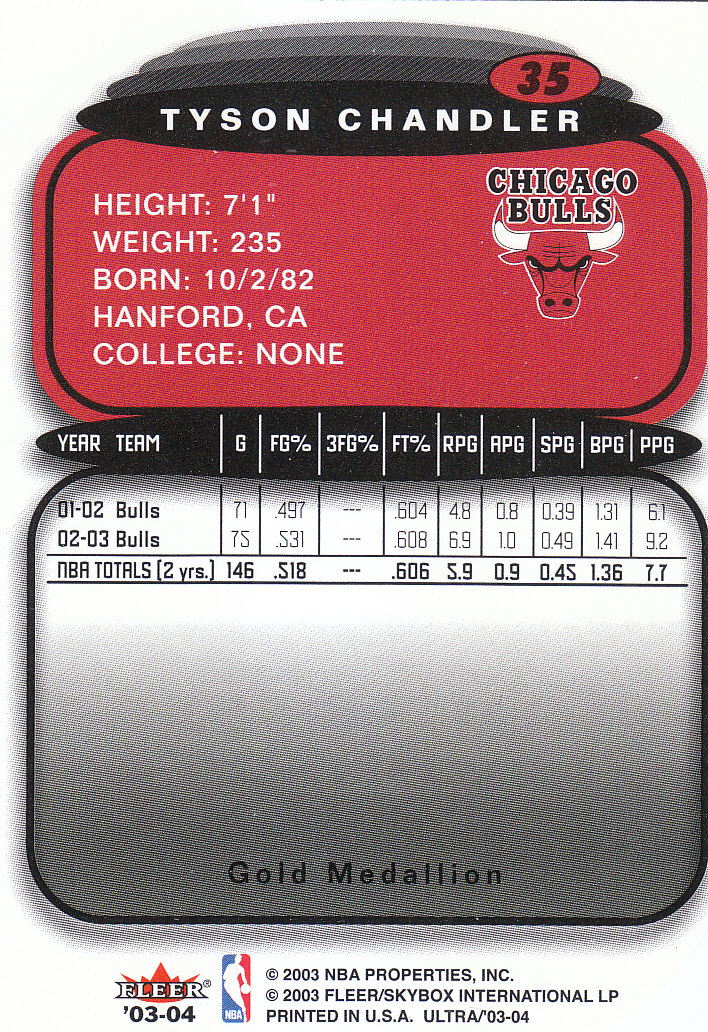 35
TYSON CHANDLER
CHICAGO
BULLS
HEIGHT: 7'1"
WEIGHT: 235
BORN: 10/2/82
HANFORD, CA
COLLEGE: NONE
YEAR TEAM G FG% 3FG% FT% RPG APG SPG BPG PPG
01-02 Bulls 71 .497 --- .604 4.8 0.8 0.39 1.31 6.1
02-03 Bulls 75 .531 --- .608 6.9 1.0 0.49 1.41 9.2
NBA TOTALS (2 yrs.) 146 .518 --- .606 5.9 0.9 0.45 1.36 7.7
Gold Medallion
FLEER®
'03-04
NBA
© 2003 NBA PROPERTIES, INC.
© 2003 FLEER/SKYBOX INTERNATIONAL LP
PRINTED IN U.S.A. ULTRA/'03-04